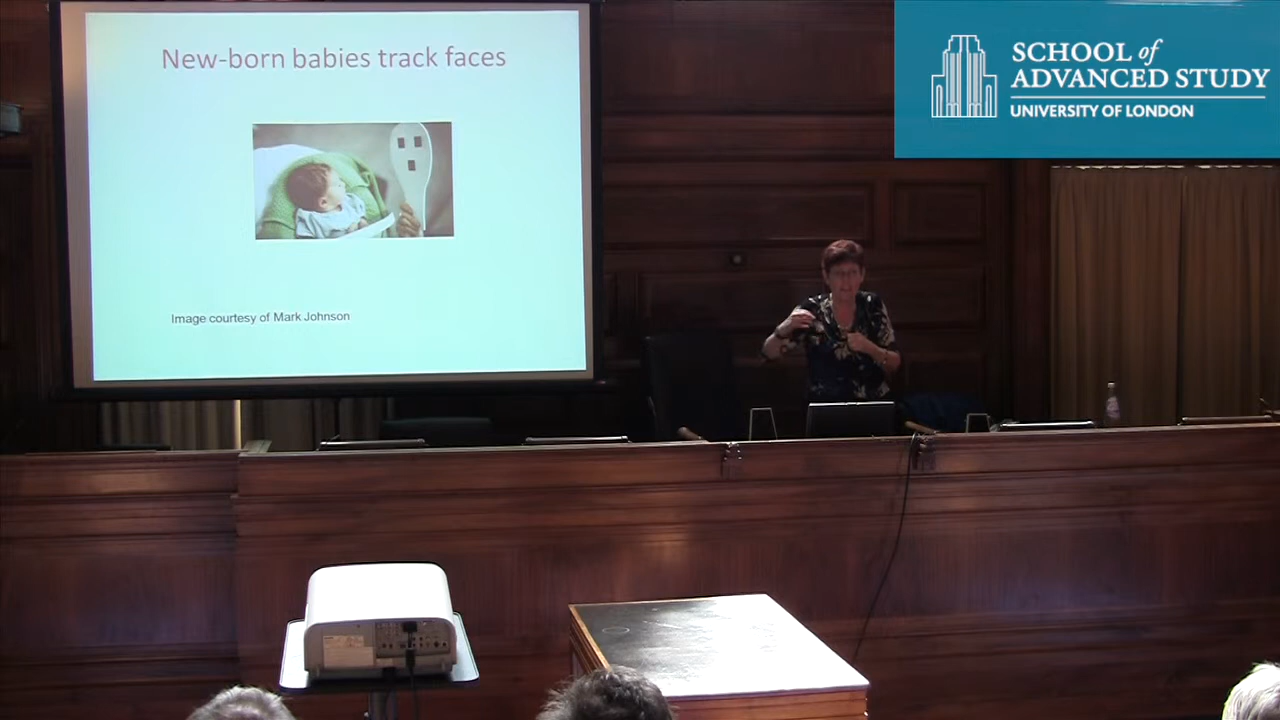 New-born babies track faces
Image courtesy of Mark Johnson
SCHOOL of
ADVANCED STUDY
UNIVERSITY OF LONDON